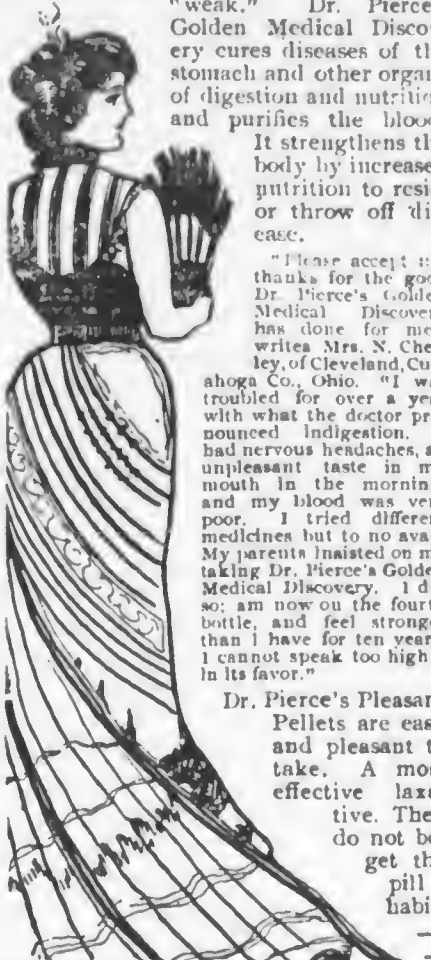 "weak." Dr. Pierce'
Golden Medical Disco
ery cures diseases of th
stomach and other organ
of digestion and nutritio
and purifies the blood
It strengthens th
body by increase
nutrition to resi
or throw off di
ease.
"Please accept m
thanks for the goo
Dr. Pierce's Golde
Medical Discover
has done for me,
writes Mrs. N. Che
ley, of Cleveland, Cu
ahoga Co., Ohio. "I wa
troubled for over a yea
with what the doctor pr
nounced indigestion.
had nervous headaches, a
unpleasant taste in m
mouth in the mornin
and my blood was ver
poor. I tried differen
medicines but to no ava
My parents insisted on m
taking Dr. Pierce's Golde
Medical Discovery. I d
so; am now on the fourt
bottle, and feel stronge
than I have for ten year
I cannot speak too high
in its favor."
Dr. Pierce's Pleasan
Pellets are eas
and pleasant t
take. A mos
effective laxa
tive. The
do not be
get th
pill
habi